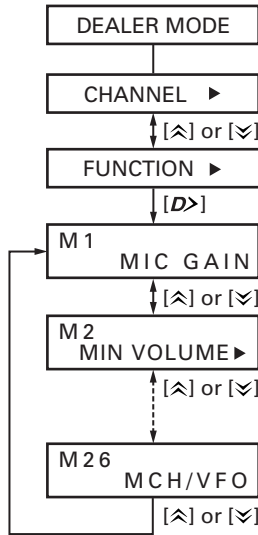 DEALER MODE
CHANNEL ▶
[︽] or [︾]
FUNCTION ▶
[D>]
M1
MIC GAIN
[︽] or [︾]
M2
MIN VOLUME▶
[︽] or [︾]
M26
MCH/VFO
[︽] or [︾]